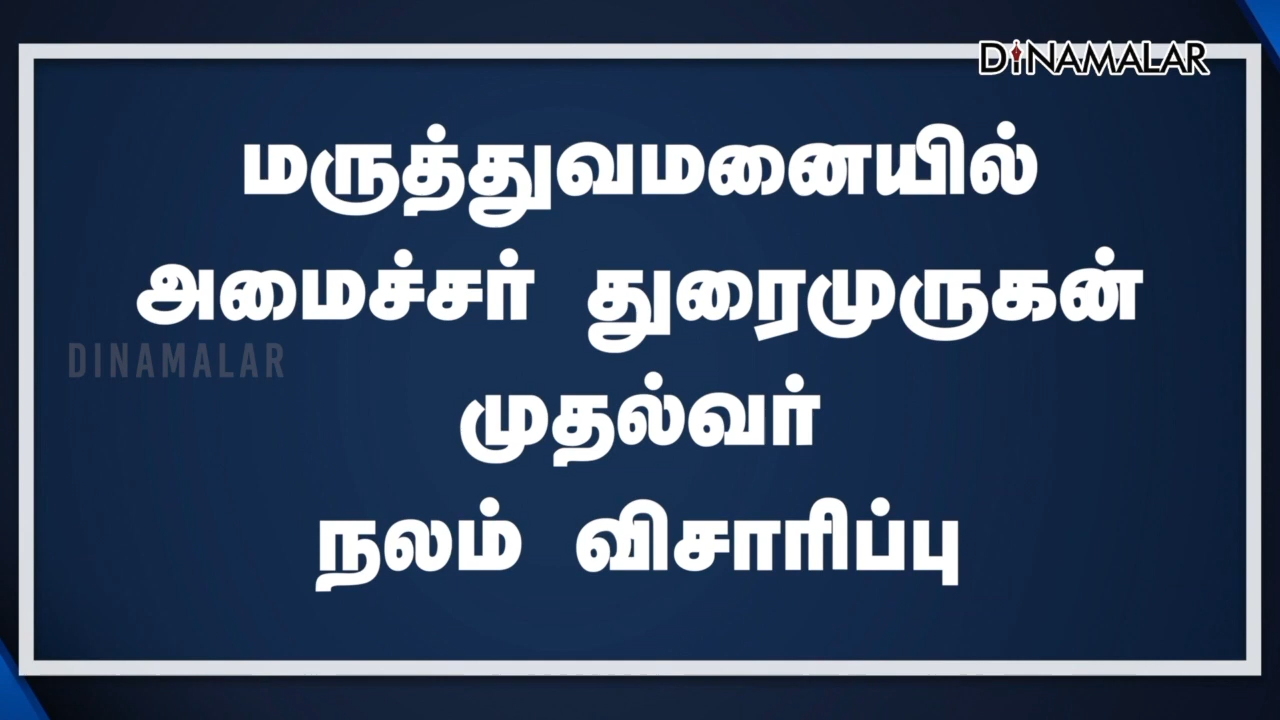 DINAMALAR
மருத்துவமனையில்
அமைச்சர் துரைமுருகன்
DINAMALAR
முதல்வர்
நலம் விசாரிப்பு